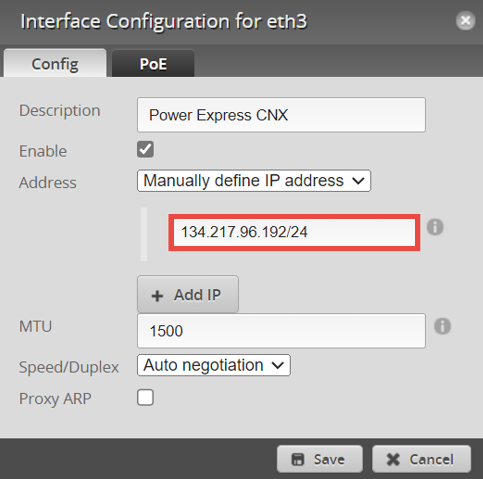 Interface Configuration for eth3
Config PoE
Description Power Express CNX
Enable
Address Manually define IP address
134.217.96.192/24
+ Add IP
MTU 1500
Speed/Duplex Auto negotiation
Proxy ARP
Save Cancel